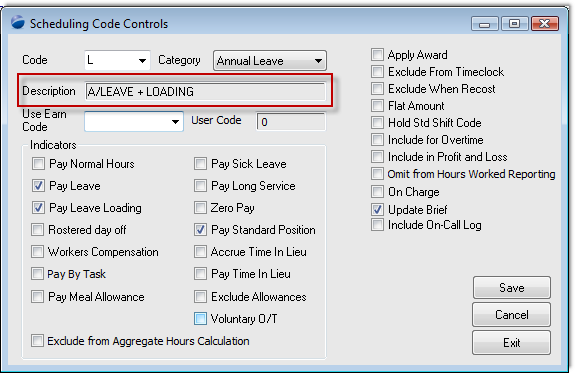 Scheduling Code Controls
Code L Category Annual Leave
Description A/LEAVE + LOADING
Use Earn Code User Code 0
Indicators
Pay Normal Hours Pay Sick Leave
Pay Leave Pay Long Service
Pay Leave Loading Zero Pay
Rostered day off Pay Standard Position
Workers Compensation Accrue Time In Lieu
Pay By Task Pay Time In Lieu
Pay Meal Allowance Exclude Allowances
Voluntary O/T
Exclude from Aggregate Hours Calculation
Apply Award
Exclude From Timeclock
Exclude When Recost
Flat Amount
Hold Std Shift Code
Include for Overtime
Include in Profit and Loss
Omit from Hours Worked Reporting
On Charge
Update Brief
Include On-Call Log
Save
Cancel
Exit